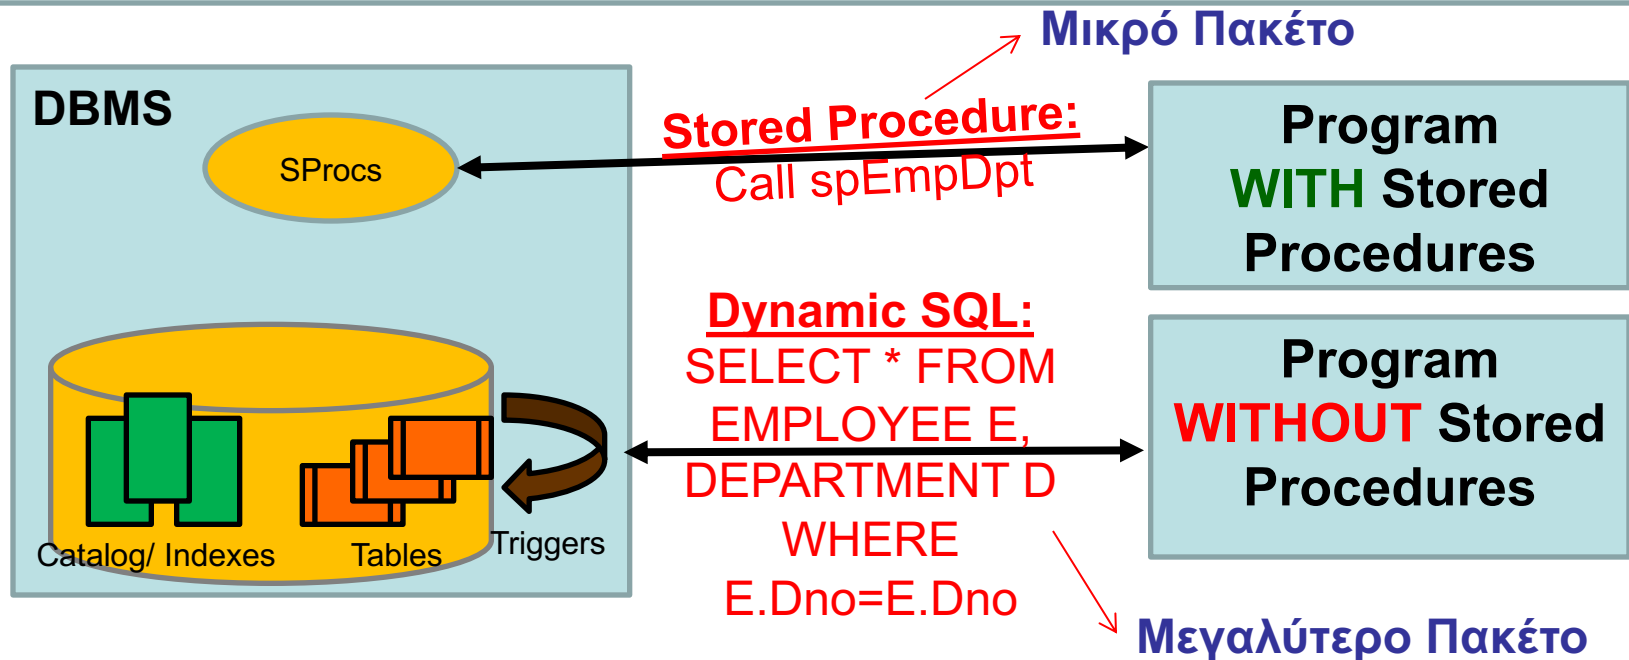 Μικρό Πακέτο
DBMS
SProcs
Stored Procedure:
Call spEmpDpt
Program
WITH Stored
Procedures
Dynamic SQL:
SELECT * FROM
EMPLOYEE E,
DEPARTMENT D
WHERE
E.Dno=E.Dno
Program
WITHOUT Stored
Procedures
Catalog/ Indexes
Tables
Triggers
Μεγαλύτερο Πακέτο